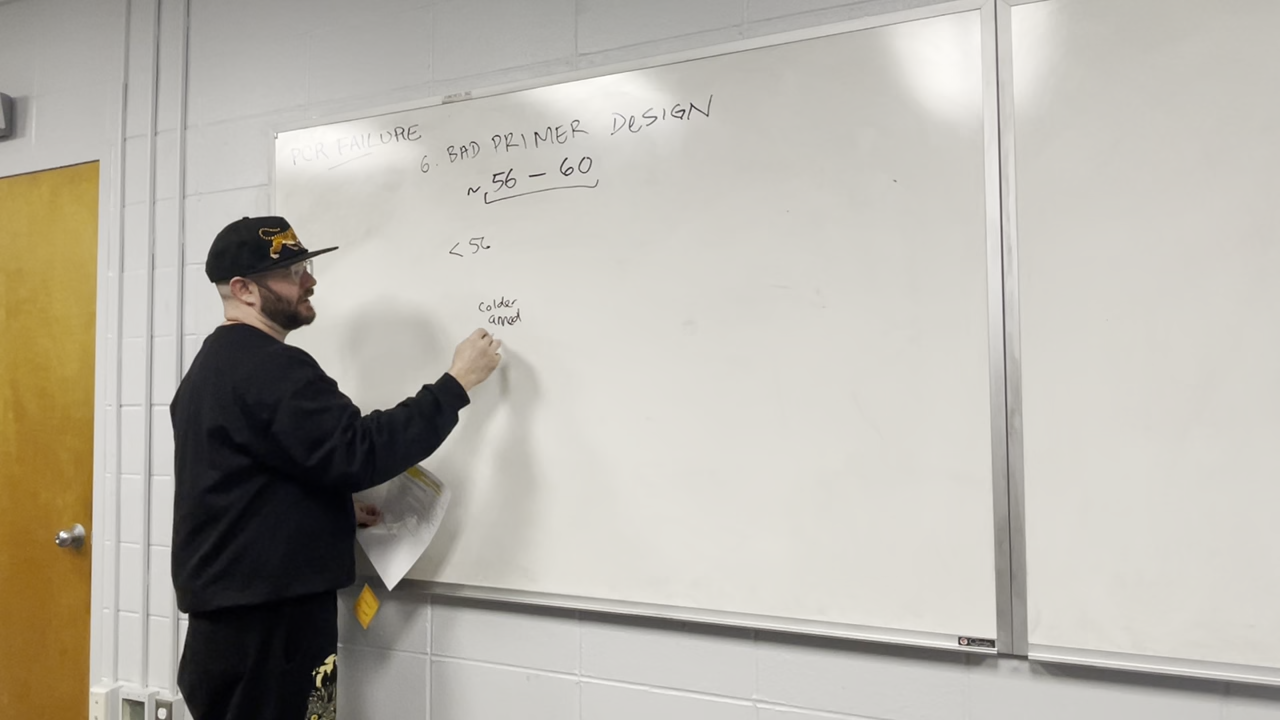 PCR FAILURE
6. BAD PRIMER DeSIGN
~ 56 - 60
< 56
colder
anneal